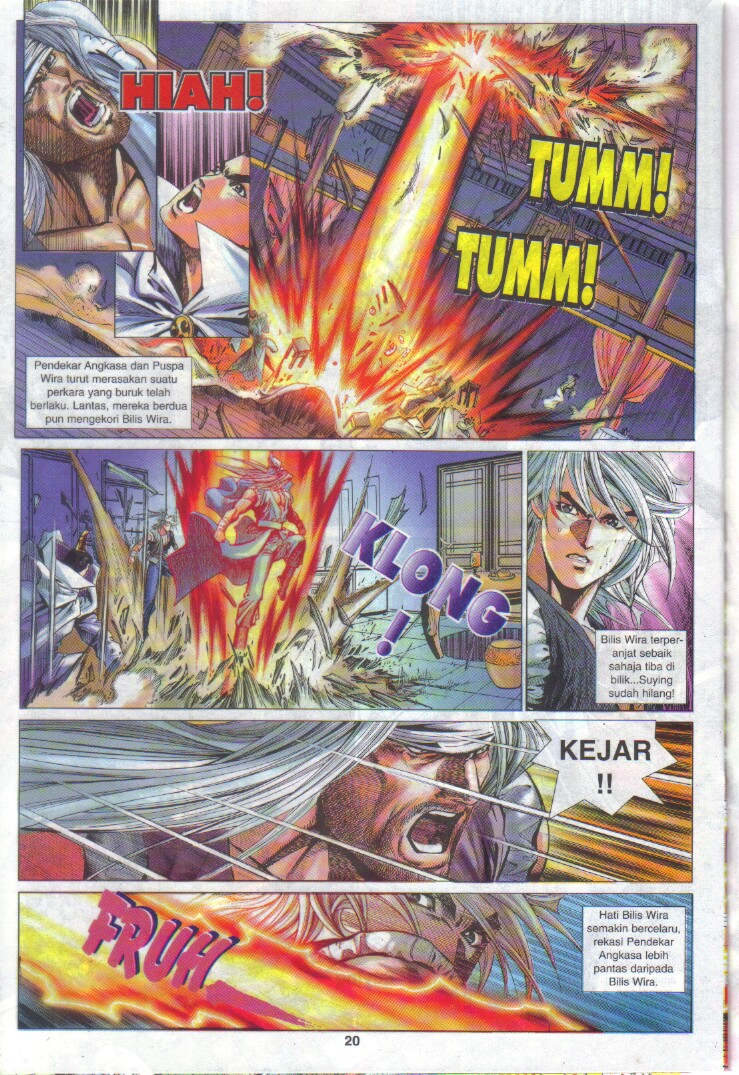 HIAH!
TUMM!
TUMM!
Pendekar Angkasa dan Puspa
Wira turut merasakan suatu
perkara yang buruk telah
berlaku. Lantas, mereka berdua
pun mengekori Bilis Wira.
KLONG
!
Bilis Wira terper-
anjat sebaik
sahaja tiba di
bilik...Suying
sudah hilang!
KEJAR
!!
FRUH
Hati Bilis Wira
semakin bercelaru,
rekasi Pendekar
Angkasa lebih
pantas daripada
Bilis Wira.
20